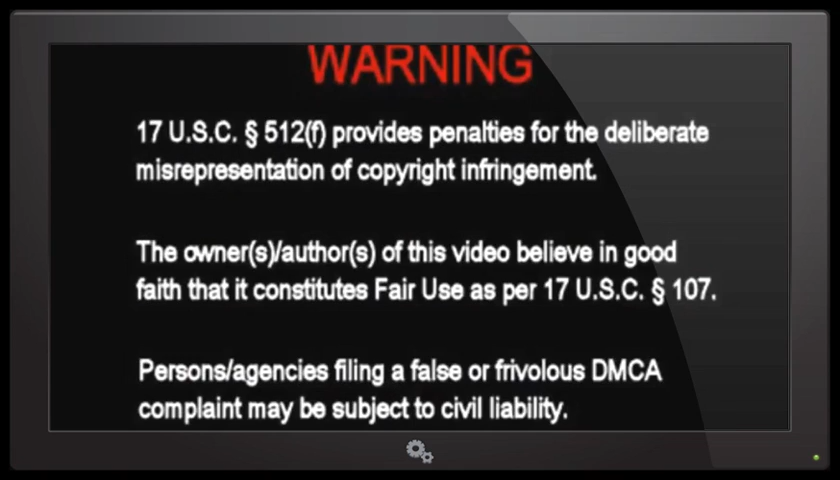 WARNING
17 U.S.C. § 512(f) provides penalties for the deliberate
misrepresentation of copyright infringement.
The owner(s)/author(s) of this video believe in good
faith that it constitutes Fair Use as per 17 U.S.C. § 107.
Persons/agencies filing a false or frivolous DMCA
complaint may be subject to civil liability.